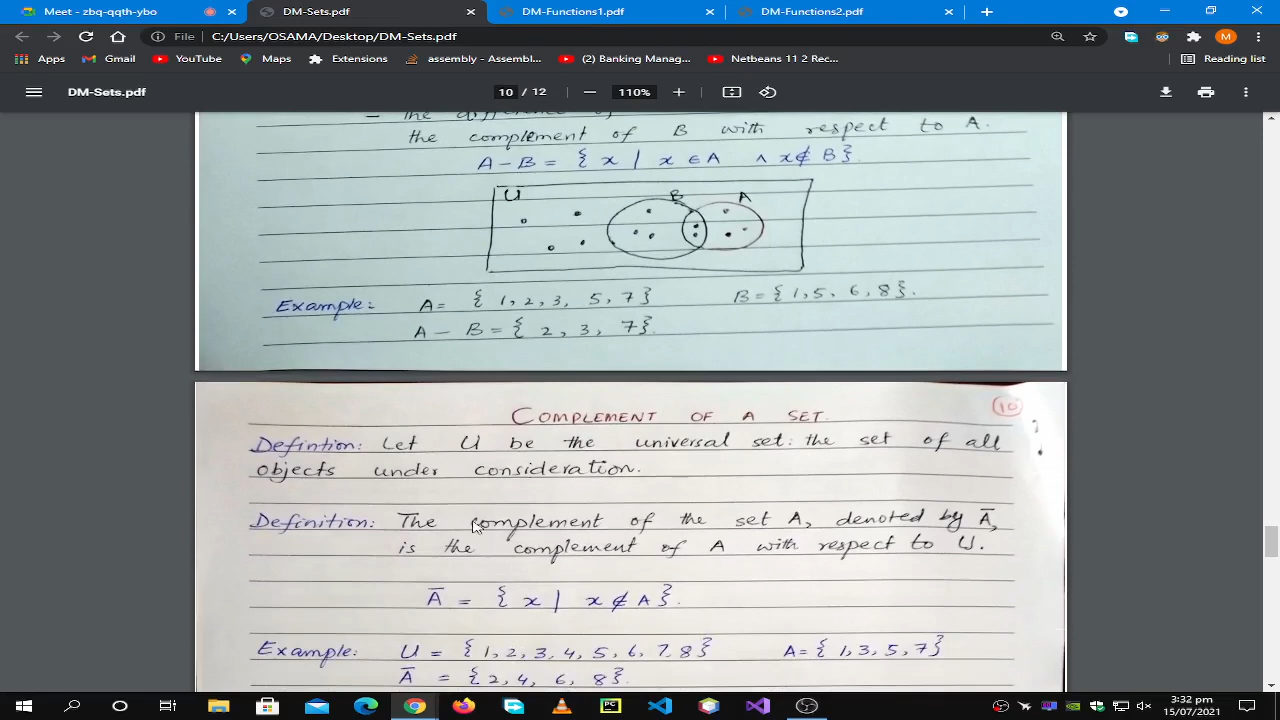 Meet - zbq-qqth-ybo
DM-Sets.pdf
DM-Functions1.pdf
DM-Functions2.pdf
File
C:/Users/OSAMA/Desktop/DM-Sets.pdf
Apps
Gmail
YouTube
Maps
Extensions
assembly - Assembl...
(2) Banking Manag...
Netbeans 11 2 Rec...
Reading list
DM-Sets.pdf
10 / 12
110%
the complement of B with respect to A.
A-B = { x | x ∈ A ∧ x ∉ B}
U
B
A
Example: A = { 1, 2, 3, 5, 7} B = { 1, 5, 6, 8}.
A - B = { 2, 3, 7}.
COMPLEMENT OF A SET.
10
Defintion: Let U be the universal set: the set of all
objects under consideration.
Definition: The complement of the set A, denoted by Ā,
is the complement of A with respect to U.
Ā = { x | x ∉ A }.
Example: U = { 1, 2, 3, 4, 5, 6, 7, 8} A = { 1, 3, 5, 7}
Ā = { 2, 4, 6, 8}.
3:32 pm
15/07/2021